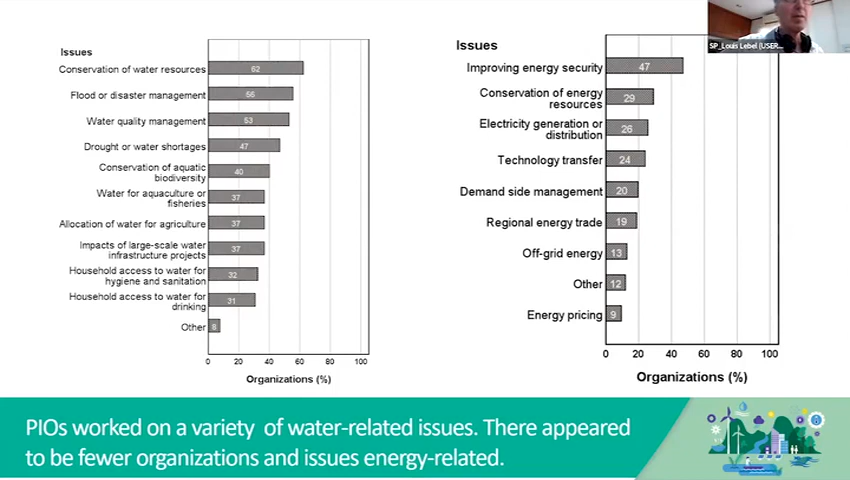 Issues
Conservation of water resources
62
Flood or disaster management
56
Water quality management
53
Drought or water shortages
47
Conservation of aquatic
biodiversity
40
Water for aquaculture or
fisheries
37
Allocation of water for agriculture
37
Impacts of large-scale water
infrastructure projects
37
Household access to water for
hygiene and sanitation
32
Household access to water for
drinking
31
Other
8
0 20 40 60 80 100
Organizations (%)
Issues
Improving energy security
47
Conservation of energy
resources
29
Electricity generation or
distribution
26
Technology transfer
24
Demand side management
20
Regional energy trade
19
Off-grid energy
13
Other
12
Energy pricing
9
0 20 40 60 80 100
Organizations (%)
SP_Louis Lebel (USER...
PIOs worked on a variety of water-related issues. There appeared
to be fewer organizations and issues energy-related.